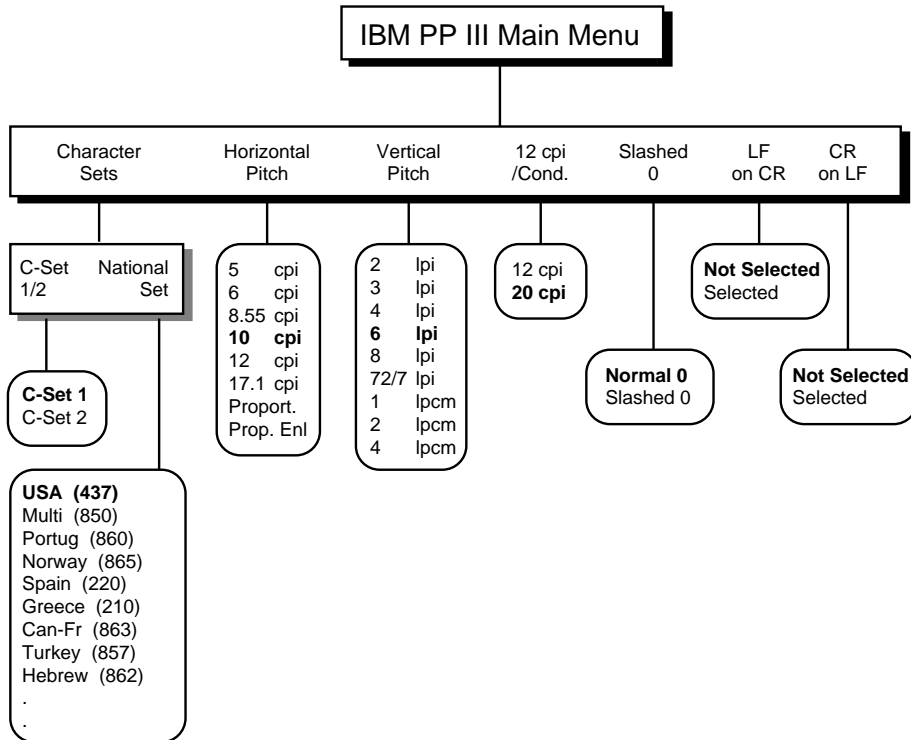 IBM PP III Main Menu
Character Sets
Horizontal Pitch
Vertical Pitch
12 cpi /Cond.
Slashed 0
LF on CR
CR on LF
C-Set 1/2
National Set
C-Set 1
C-Set 2
USA (437)
Multi (850)
Portug (860)
Norway (865)
Spain (220)
Greece (210)
Can-Fr (863)
Turkey (857)
Hebrew (862)
.
.
5 cpi
6 cpi
8.55 cpi
10 cpi
12 cpi
17.1 cpi
Proport.
Prop. Enl
2 lpi
3 lpi
4 lpi
6 lpi
8 lpi
72/7 lpi
1 lpcm
2 lpcm
4 lpcm
12 cpi
20 cpi
Normal 0
Slashed 0
Not Selected
Selected
Not Selected
Selected